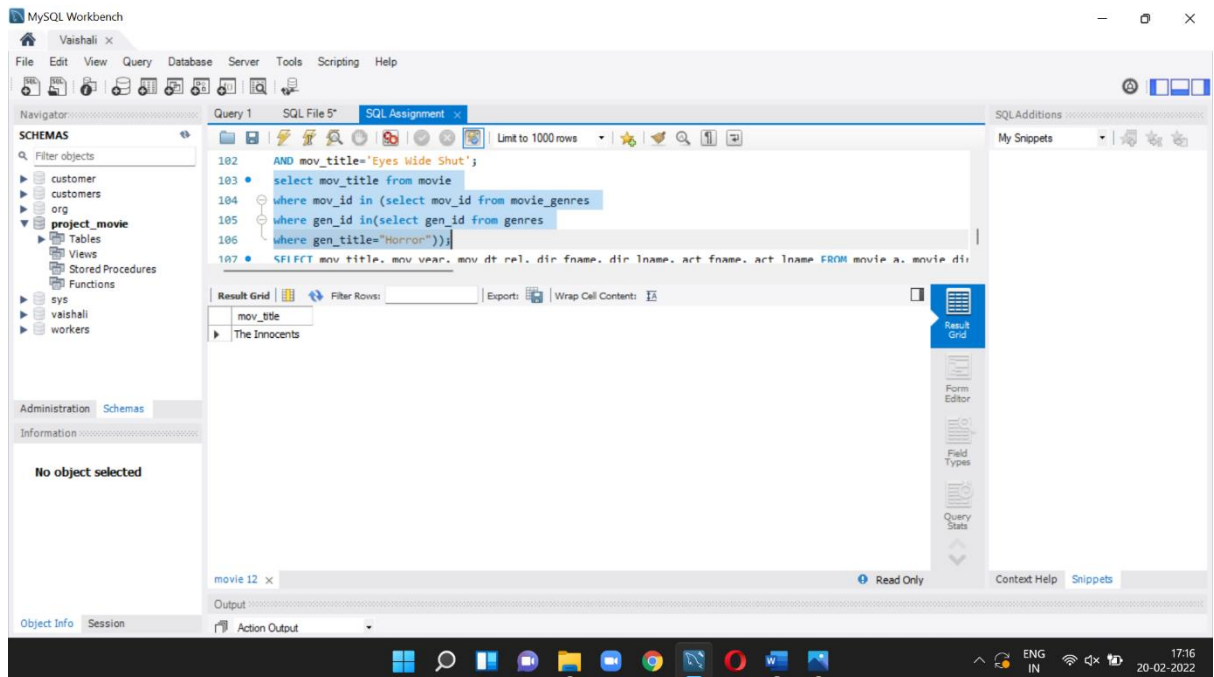 MySQL Workbench
Vaishali ×
File Edit View Query Database Server Tools Scripting Help
Navigator
SCHEMAS
Filter objects
customer
customers
org
project_movie
Tables
Views
Stored Procedures
Functions
sys
vaishali
workers
Administration Schemas
Information
No object selected
Object Info Session
Query 1 SQL File 5* SQL Assignment ×
Limit to 1000 rows
102 AND mov_title='Eyes Wide Shut';
103 select mov_title from movie
104 where mov_id in (select mov_id from movie_genres
105 where gen_id in(select gen_id from genres
106 where gen_title="Horror"));
107 SELECT mov_title, mov_year, mov_dt_rel, dir_fname, dir_lname, act_fname, act_lname FROM movie a, movie_di
Result Grid Filter Rows: Export: Wrap Cell Content:
mov_title
The Innocents
Result
Grid
Form
Editor
Field
Types
Query
Stats
movie 12 × Read Only
Output
Action Output
SQLAdditions
My Snippets
Context Help Snippets
ENG
IN
17:16
20-02-2022